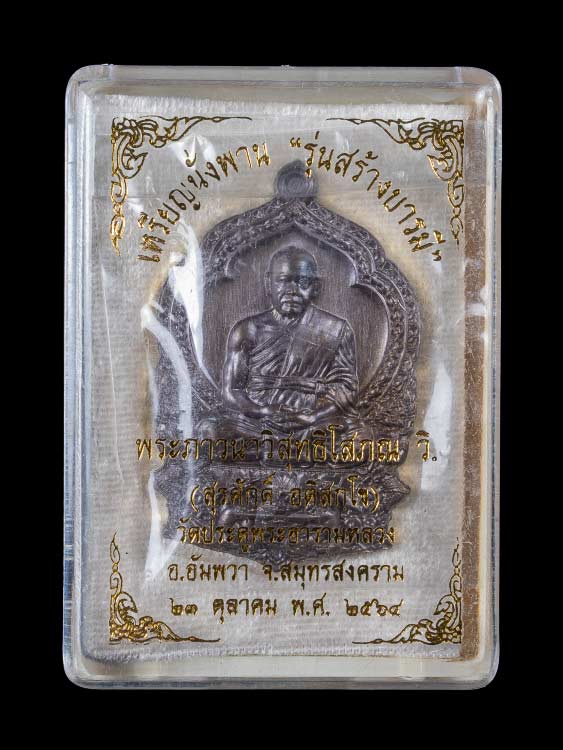 เหรียญนั่งพาน "รุ่นสร้างบารมี"
พระภาวนาวิสุทธิโสภณ วิ.
(สุรศักดิ์ อติสกฺโข)
วัดประดู่พระอารามหลวง
อ.อัมพวา จ.สมุทรสงคราม
๒๓ ตุลาคม พ.ศ. ๒๕๖๔